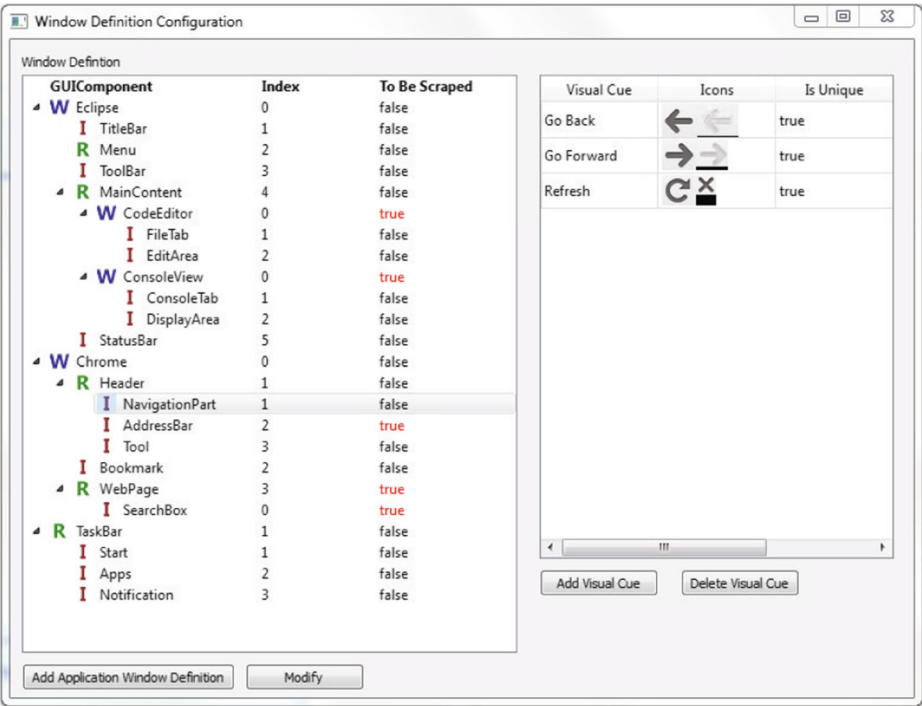 Window Definition Configuration
Window Defintion
GUIComponent Index To Be Scraped
W Eclipse 0 false
I TitleBar 1 false
R Menu 2 false
I ToolBar 3 false
R MainContent 4 false
W CodeEditor 0 true
I FileTab 1 false
I EditArea 2 false
W ConsoleView 0 true
I ConsoleTab 1 false
I DisplayArea 2 false
I StatusBar 5 false
W Chrome 0 false
R Header 1 false
I NavigationPart 1 false
I AddressBar 2 true
I Tool 3 false
I Bookmark 2 false
R WebPage 3 true
I SearchBox 0 true
R TaskBar 1 false
I Start 1 false
I Apps 2 false
I Notification 3 false
Add Application Window Definition Modify
Visual Cue Icons Is Unique
Go Back true
Go Forward true
Refresh true
Add Visual Cue Delete Visual Cue